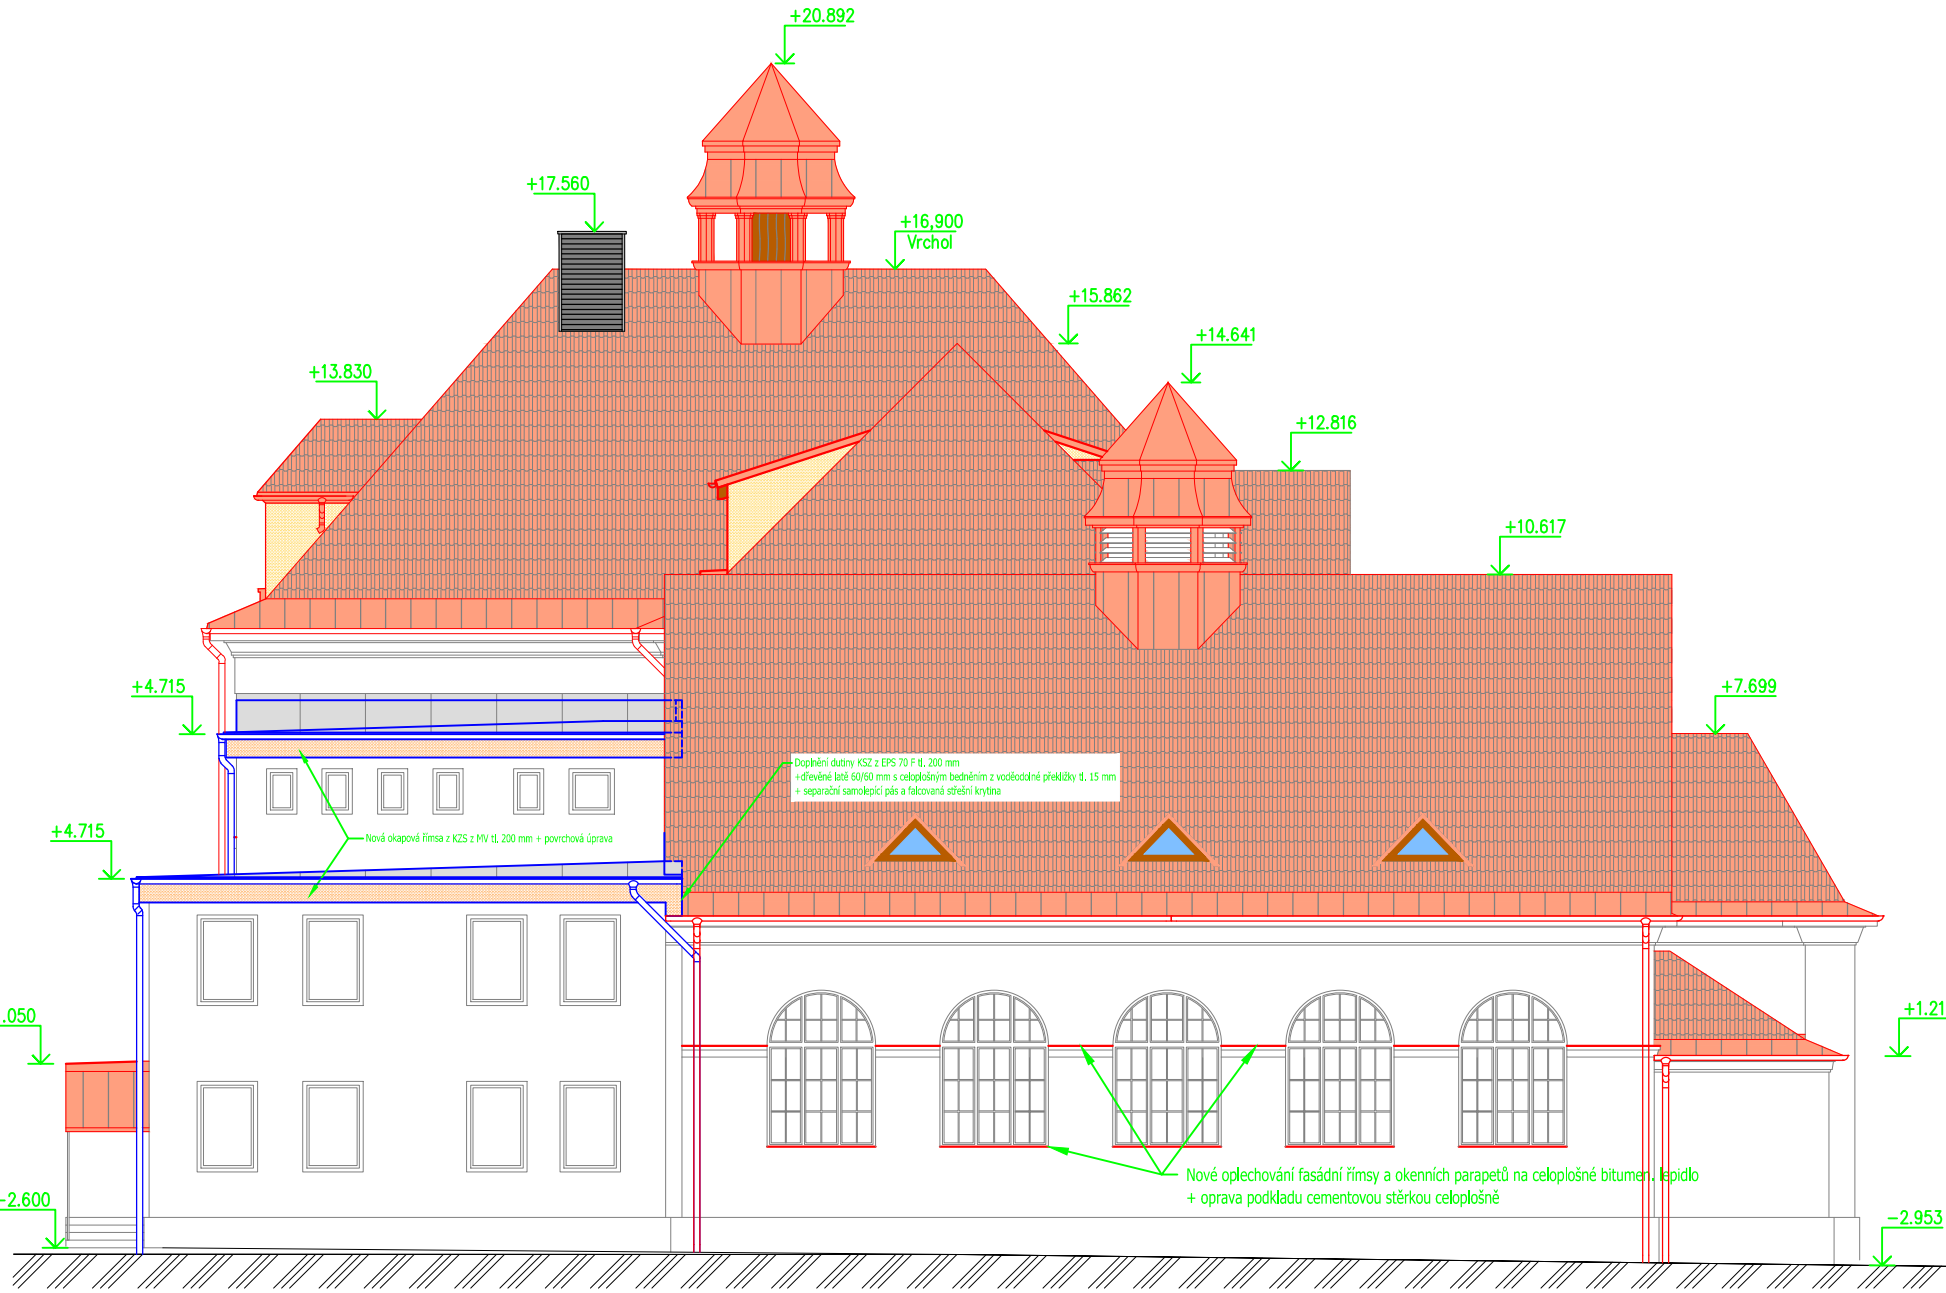 +20.892
+17.560
+16,900
Vrchol
+15.862
+14.641
+13.830
+12.816
+10.617
+4.715
+7.699
Doplnění dutiny KSZ z EPS 70 F tl, 200 mm
+dřevěné latě 60/60 mm s celoplošným bedněním z voděodolné překližky tl. 15 mm
+ separační samolepící pás a falcovaná střešní krytina
+4.715
Nová okapová římsa z KZS z MV tl. 200 mm + povrchová úprava
.050
+1.21
Nové oplechování fasádní římsy a okenních parapetů na celoplošné bitumen. lepidlo
+ oprava podkladu cementovou stěrkou celoplošně
-2.600
-2.953